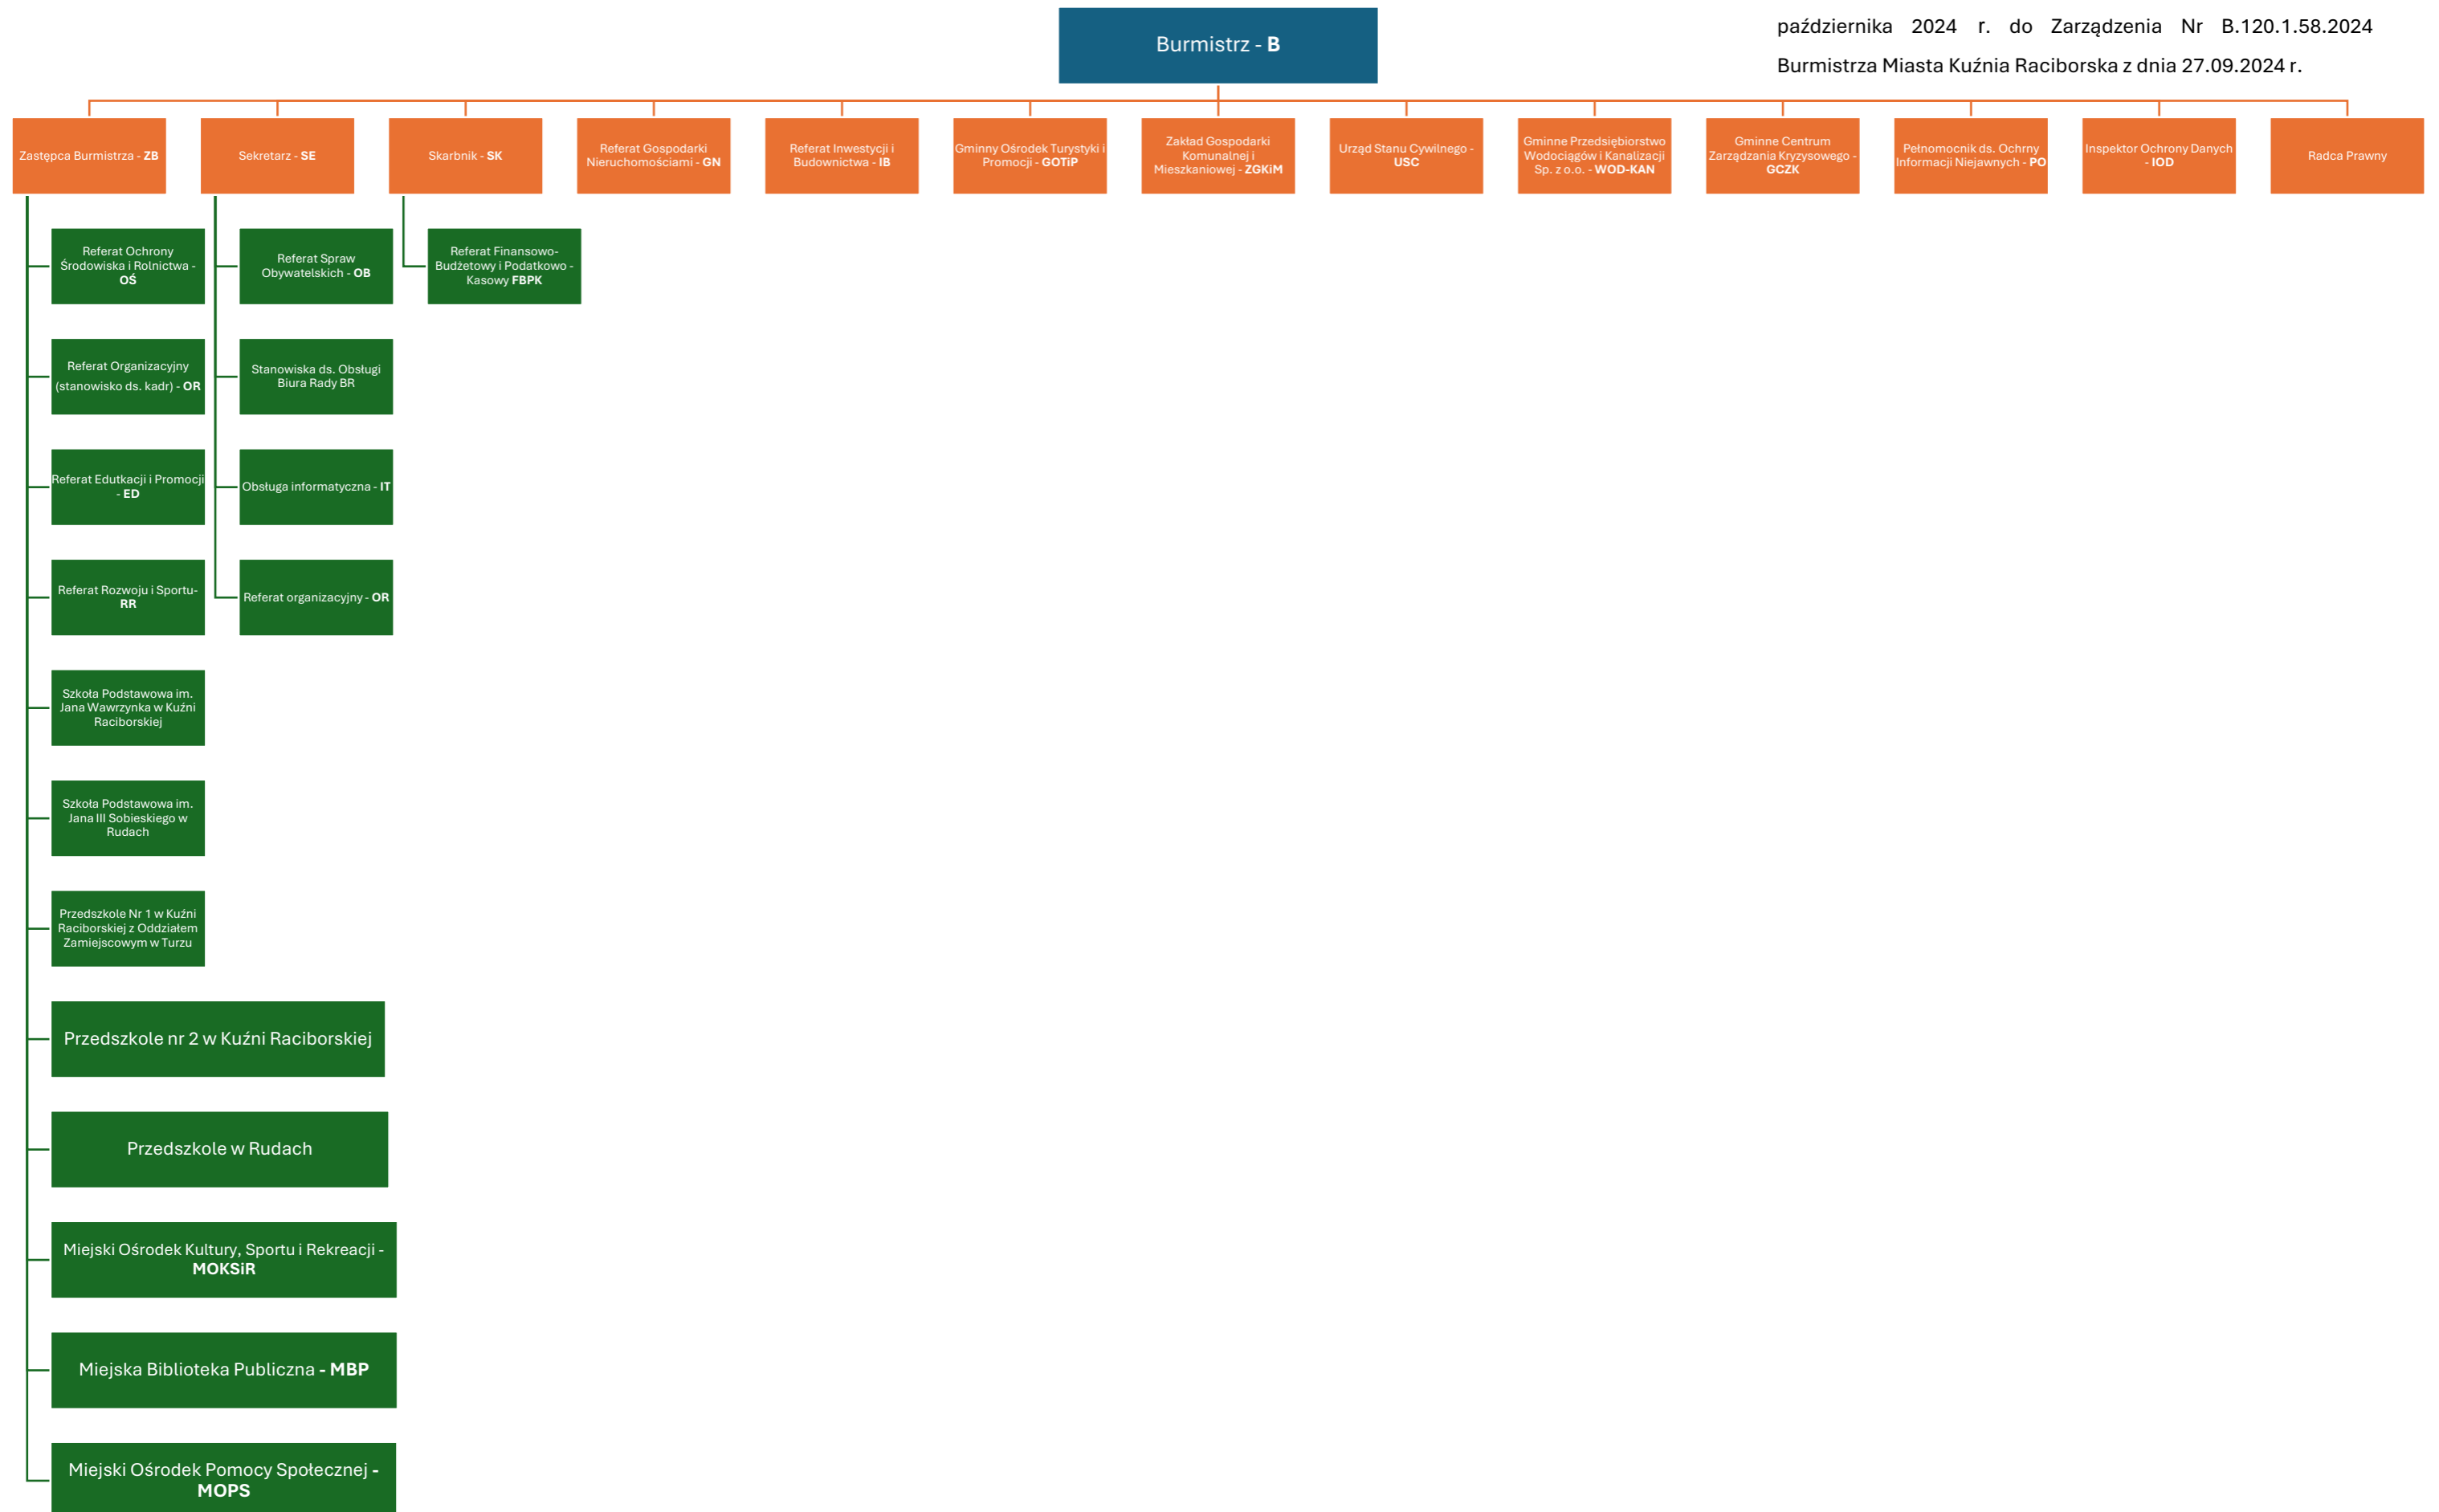 Burmistrz - B
października 2024 r. do Zarządzenia Nr B.120.1.58.2024
Burmistrza Miasta Kuźnia Raciborska z dnia 27.09.2024 r.
Zastępca Burmistrza - ZB
Sekretarz - SE
Skarbnik - SK
Referat Gospodarki
Nieruchomościami - GN
Referat Inwestycji i
Budownictwa - IB
Gminny Ośrodek Turystyki i
Promocji - GOTiP
Zakład Gospodarki
Komunalnej i
Mieszkaniowej - ZGKiM
Urząd Stanu Cywilnego -
USC
Gminne Przedsiębiorstwo
Wodociągów i Kanalizacji
Sp. z o.o. - WOD-KAN
Gminne Centrum
Zarządzania Kryzysowego -
GCZK
Pełnomocnik ds. Ochrny
Informacji Niejawnych - PO
Inspektor Ochrony Danych
- IOD
Radca Prawny
Referat Ochrony
Środowiska i Rolnictwa -
OŚ
Referat Organizacyjny
(stanowisko ds. kadr) - OR
Referat Edutkacji i Promocji
- ED
Referat Rozwoju i Sportu-
RR
Szkoła Podstawowa im.
Jana Wawrzynka w Kuźni
Raciborskiej
Szkoła Podstawowa im.
Jana III Sobieskiego w
Rudach
Przedszkole Nr 1 w Kuźni
Raciborskiej z Oddziałem
Zamiejscowym w Turzu
Przedszkole nr 2 w Kuźni Raciborskiej
Przedszkole w Rudach
Miejski Ośrodek Kultury, Sportu i Rekreacji -
MOKSiR
Miejska Biblioteka Publiczna - MBP
Miejski Ośrodek Pomocy Społecznej -
MOPS
Referat Spraw
Obywatelskich - OB
Stanowiska ds. Obsługi
Biura Rady BR
Obsługa informatyczna - IT
Referat organizacyjny - OR
Referat Finansowo-
Budżetowy i Podatkowo -
Kasowy FBPK